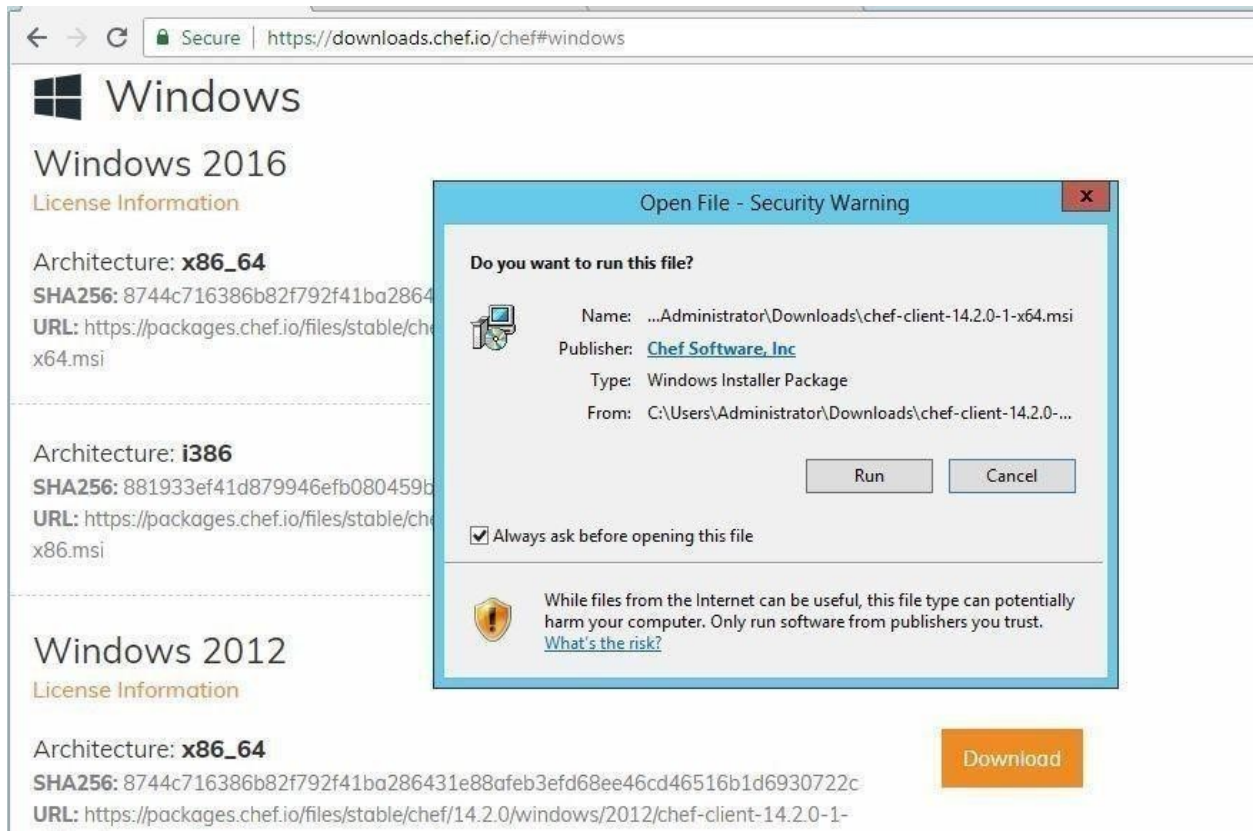 Secure | https://downloads.chef.io/chef#windows
Windows
Windows 2016
License Information
Architecture: x86_64
SHA256: 8744c716386b82f792f41ba2864
URL: https://packages.chef.io/files/stable/che
x64.msi
Architecture: i386
SHA256: 881933ef41d879946efb080459b
URL: https://packages.chef.io/files/stable/che
x86.msi
Windows 2012
License Information
Architecture: x86_64
SHA256: 8744c716386b82f792f41ba286431e88afeb3efd68ee46cd46516b1d6930722c
URL: https://packages.chef.io/files/stable/chef/14.2.0/windows/2012/chef-client-14.2.0-1-
Download
Open File - Security Warning
x
Do you want to run this file?
Name: ...Administrator\Downloads\chef-client-14.2.0-1-x64.msi
Publisher: Chef Software, Inc
Type: Windows Installer Package
From: C:\Users\Administrator\Downloads\chef-client-14.2.0-...
Run Cancel
Always ask before opening this file
While files from the Internet can be useful, this file type can potentially
harm your computer. Only run software from publishers you trust.
What's the risk?